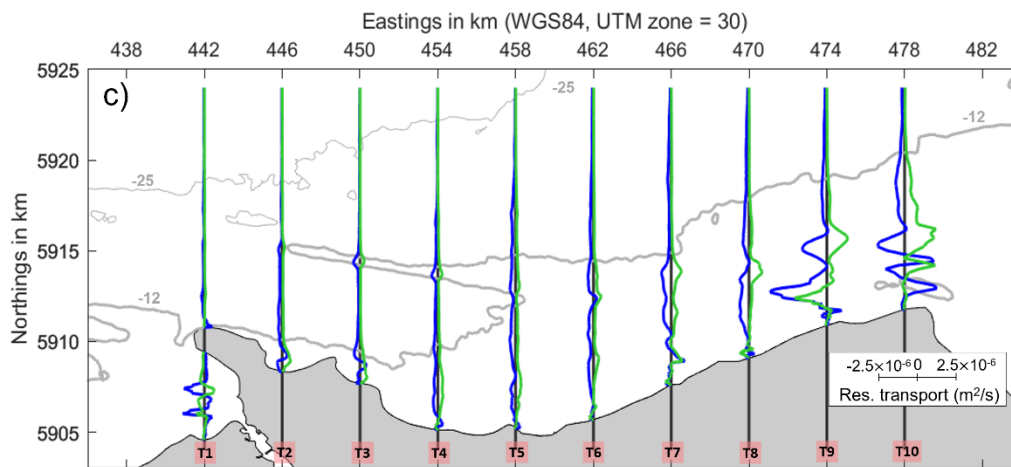 Eastings in km (WGS84, UTM zone = 30)
438 442 446 450 454 458 462 466 470 474 478 482
5925
c)
-25
-12
5920
-25
Northings in km
5915
-12
5910
-2.5×10⁻⁶ 0 2.5×10⁻⁶
Res. transport (m²/s)
5905
T1 T2 T3 T4 T5 T6 T7 T8 T9 T10